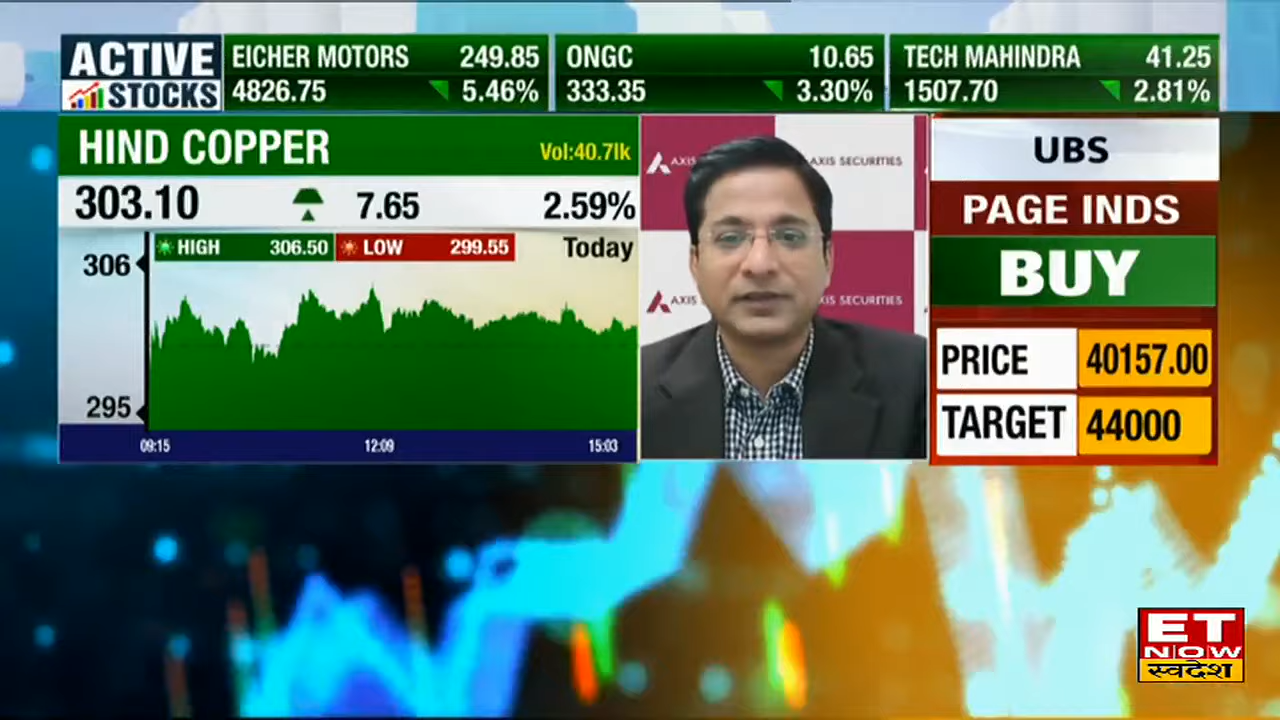 ACTIVE
STOCKS
EICHER MOTORS 249.85
4826.75 5.46%
ONGC 10.65
333.35 3.30%
TECH MAHINDRA 41.25
1507.70 2.81%
HIND COPPER Vol:40.7lk
303.10 7.65 2.59%
HIGH 306.50 LOW 299.55 Today
306
295
09:15 12:09 15:03
AXIS SECURITIES
AXIS SECURITIES
UBS
PAGE INDS
BUY
PRICE 40157.00
TARGET 44000
ET
NOW
स्वदेश